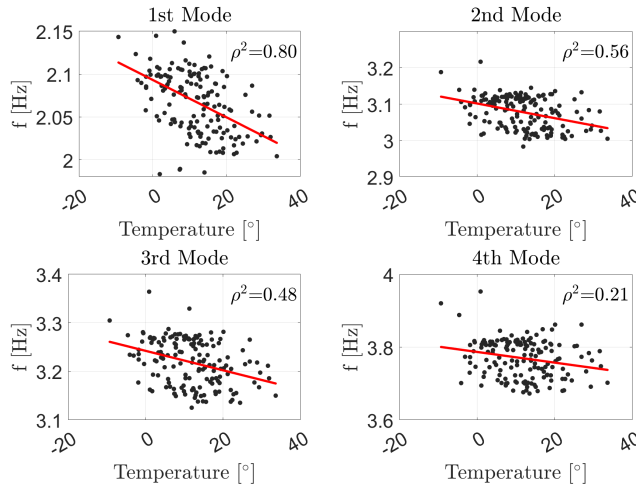 1st Mode
2.15
2.1
2.05
2
f [Hz]
ρ²=0.80
-20
0
20
40
Temperature [°]
2nd Mode
3.2
3.1
3
2.9
f [Hz]
ρ²=0.56
-20
0
20
40
Temperature [°]
3rd Mode
3.4
3.3
3.2
3.1
f [Hz]
ρ²=0.48
-20
0
20
40
Temperature [°]
4th Mode
4
3.8
3.6
f [Hz]
ρ²=0.21
-20
0
20
40
Temperature [°]